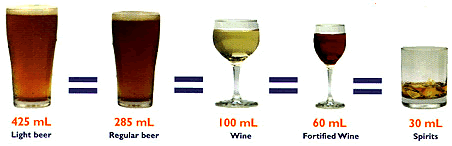 425 mL
Light beer
285 mL
Regular beer
100 mL
Wine
60 mL
Fortified Wine
30 mL
Spirits